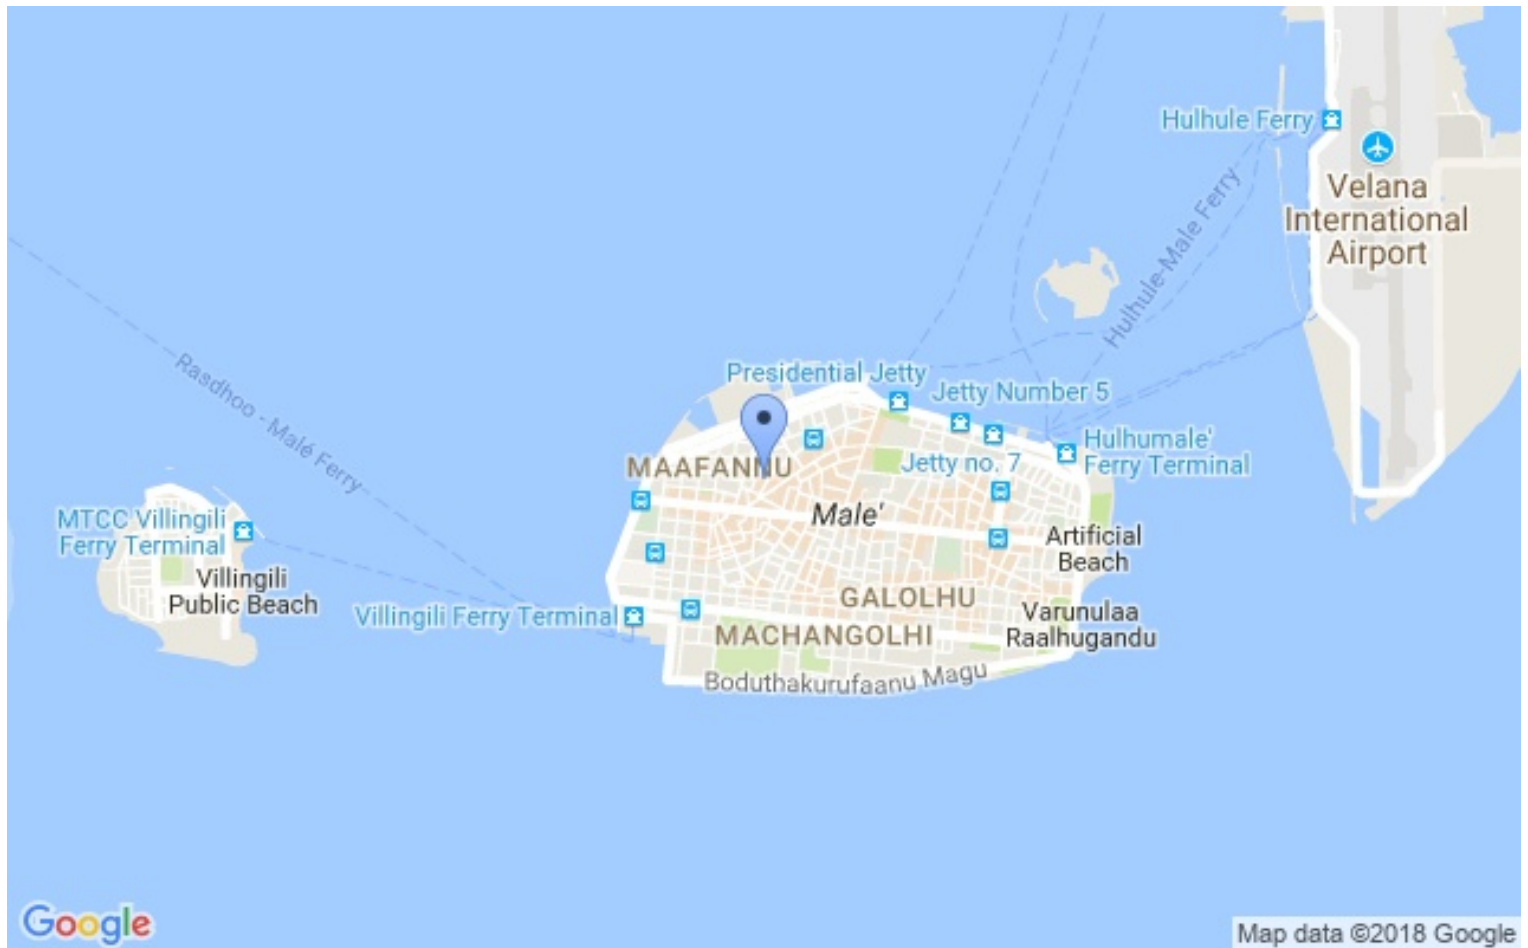 Hulhule Ferry
Velana
International
Airport
Hulhule-Male Ferry
Rasdhoo - Malé Ferry
Presidential Jetty
Jetty Number 5
Hulhumale'
Ferry Terminal
Jetty no. 7
MAAFANNU
Male'
MTCC Villingili
Ferry Terminal
Villingili
Public Beach
Artificial
Beach
Villingili Ferry Terminal
GALOLHU
Varunulaa
Raalhugandu
MACHANGOLHI
Boduthakurufaanu Magu
Google
Map data ©2018 Google